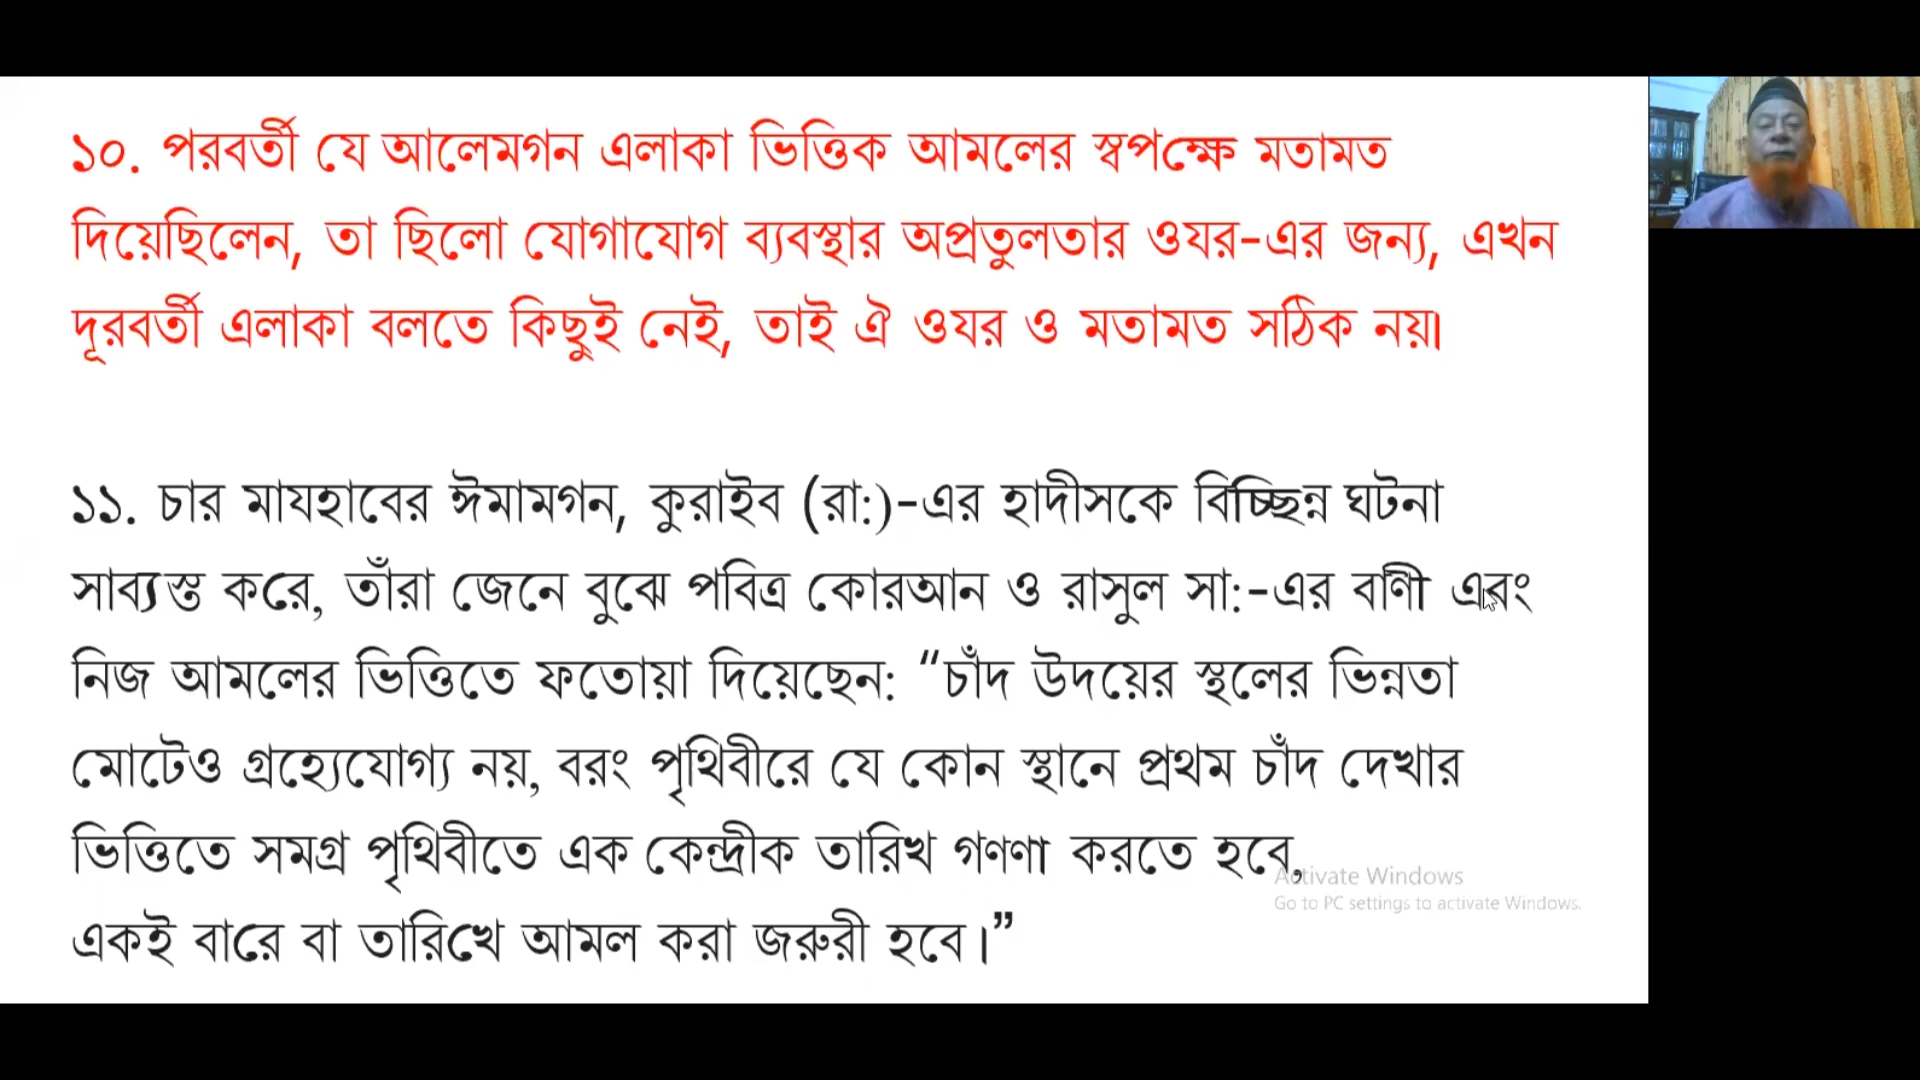 ১০. পরবর্তী যে আলেমগন এলাকা ভিত্তিক আমলের স্বপক্ষে মতামত
দিয়েছিলেন, তা ছিলো যোগাযোগ ব্যবস্থার অপ্রতুলতার ওযর-এর জন্য, এখন
দূরবর্তী এলাকা বলতে কিছুই নেই, তাই ঐ ওযর ও মতামত সঠিক নয়৷
১১. চার মাযহাবের ঈমামগন, কুরাইব (রা:)-এর হাদীসকে বিচ্ছিন্ন ঘটনা
সাব্যস্ত করে, তাঁরা জেনে বুঝে পবিত্র কোরআন ও রাসুল সা:-এর বাণী এবং
নিজ আমলের ভিত্তিতে ফতোয়া দিয়েছেন: “চাঁদ উদয়ের স্থলের ভিন্নতা
মোটেও গ্রহ্যেযোগ্য নয়, বরং পৃথিবীরে যে কোন স্থানে প্রথম চাঁদ দেখার
ভিত্তিতে সমগ্র পৃথিবীতে এক কেন্দ্রীক তারিখ গণণা করতে হবে,
একই বারে বা তারিখে আমল করা জরুরী হবে।”
Activate Windows
Go to PC settings to activate Windows.